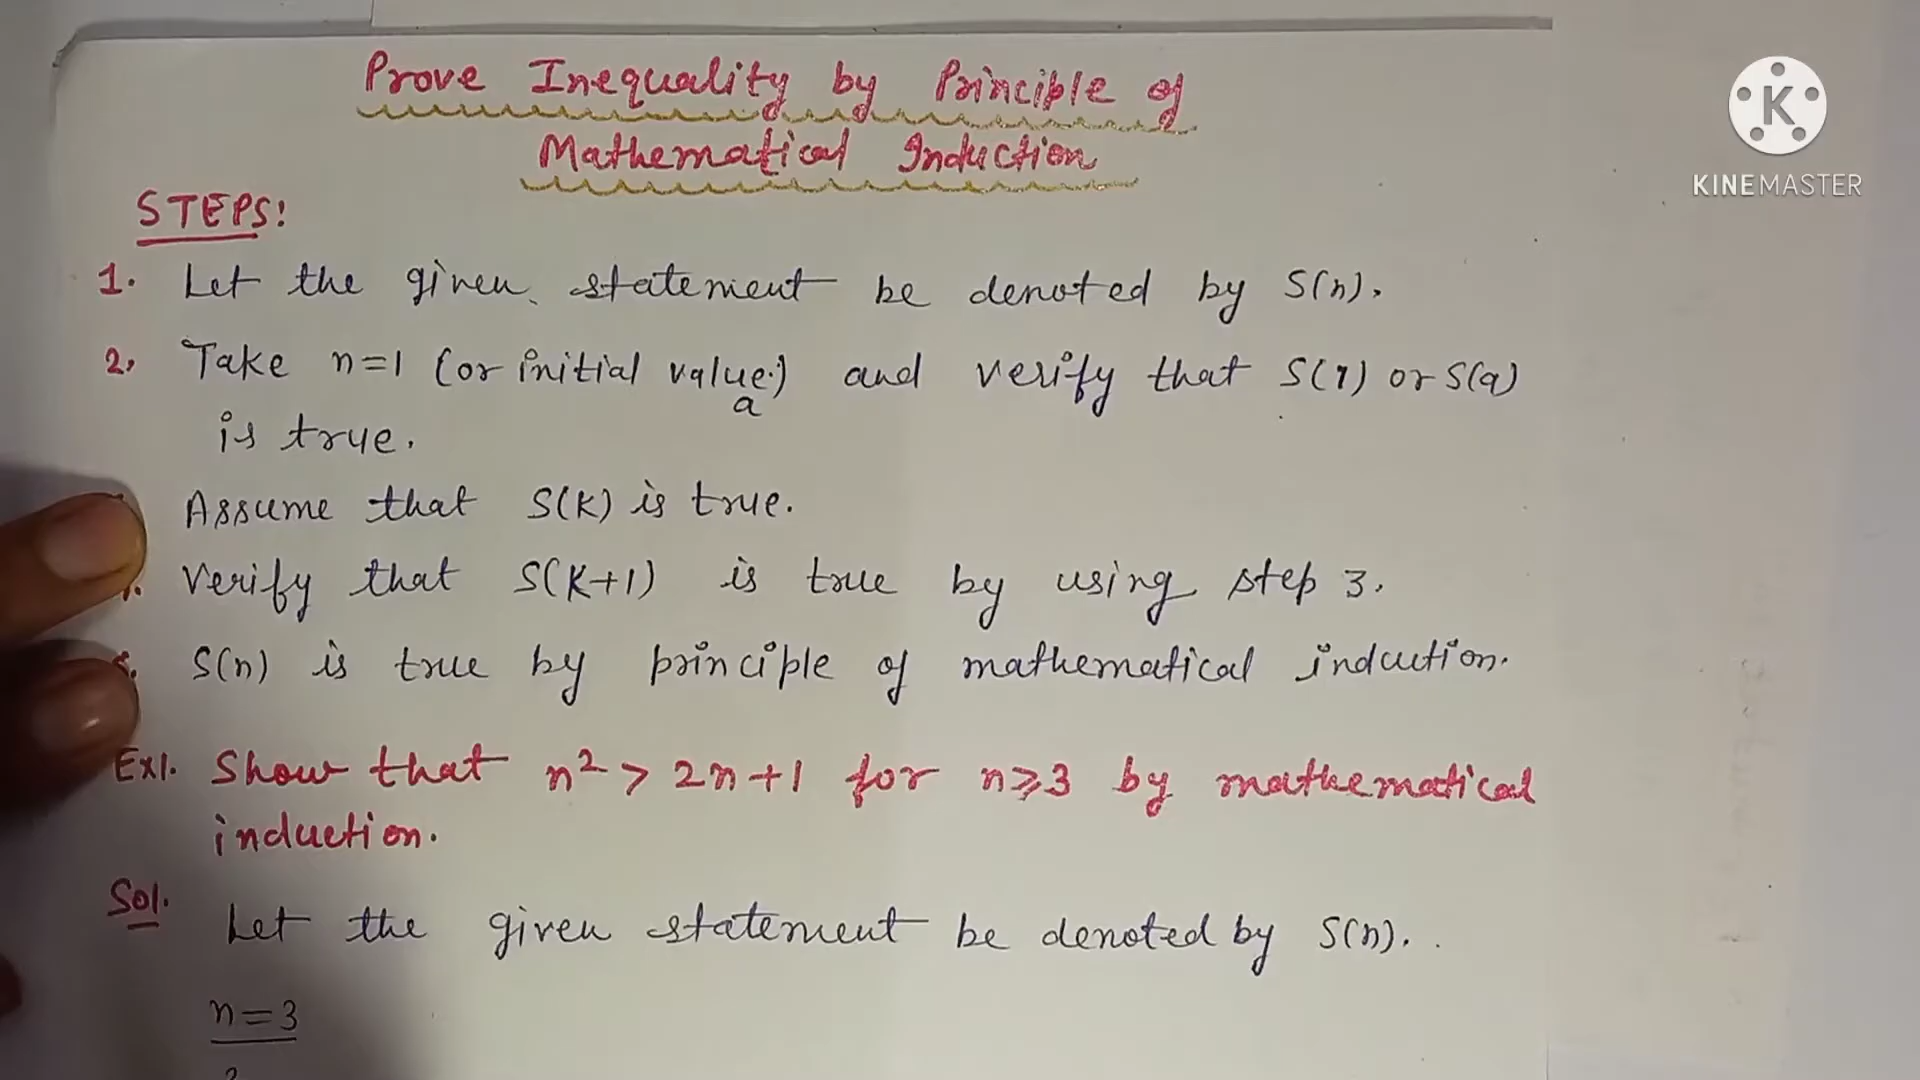 Prove Inequality by Principle of
Mathematical Induction
STEPS:
1. Let the given statement be denoted by S(n).
2. Take n=1 (or initial value) and verify that S(1) or S(a)
a
is true.
Assume that S(K) is true.
Verify that S(K+1) is true by using step 3.
S(n) is true by principle of mathematical induction.
Ex1. Show that n² > 2n+1 for n≥3 by mathematical
induction.
Sol. Let the given statement be denoted by S(n).
n=3
K
KINEMASTER